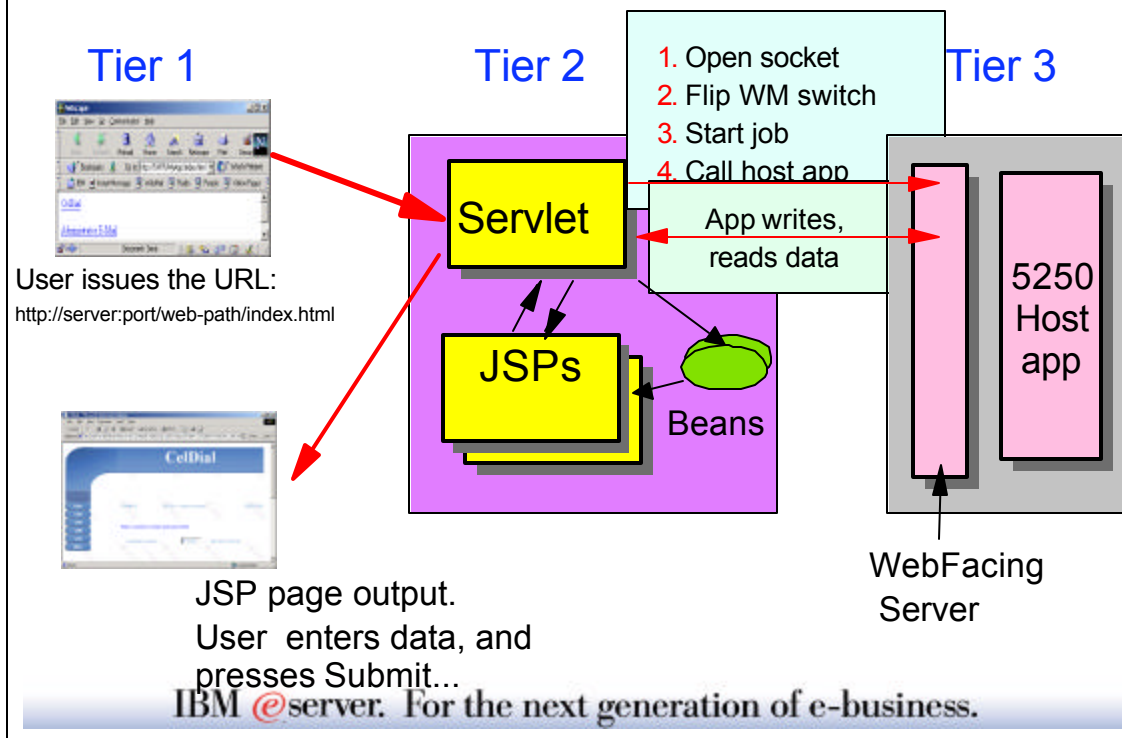 Tier 1
Tier 2
Tier 3
1. Open socket
2. Flip WM switch
3. Start job
4. Call host app
App writes,
reads data
Servlet
JSPs
Beans
5250
Host
app
WebFacing
Server
User issues the URL:
http://server:port/web-path/index.html
CelDial
JSP page output.
User enters data, and
presses Submit...
IBM @server. For the next generation of e-business.